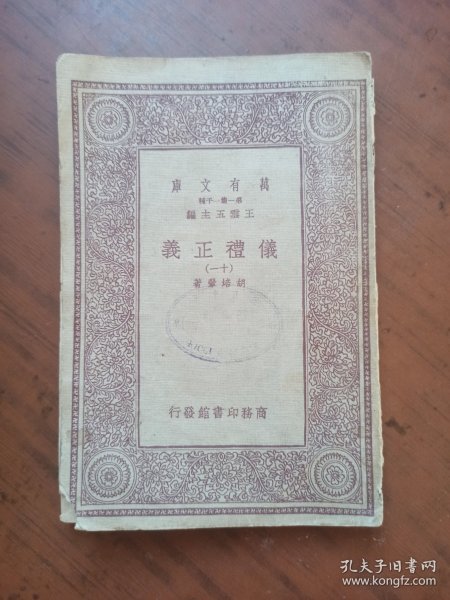 萬有文庫
第一集一千種
王雲五主編
儀禮正義
(十一)
胡培翬著
商務印書館發行
孔夫子旧书网
www.kongfz.com